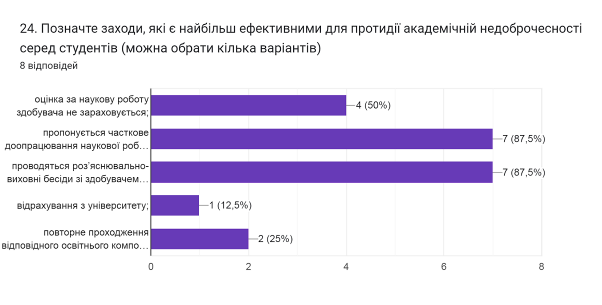 24. Позначте заходи, які є найбільш ефективними для протидії академічній недоброчесності
серед студентів (можна обрати кілька варіантів)
8 відповідей
оцінка за наукову роботу
здобувача не зараховується;
4 (50%)
пропонується часткове
доопрацювання наукової роб…
7 (87,5%)
проводяться роз’яснювально-
виховні бесіди зі здобувачем…
7 (87,5%)
відрахування з університету;
1 (12,5%)
повторне проходження
відповідного освітнього компо…
2 (25%)
0 2 4 6 8